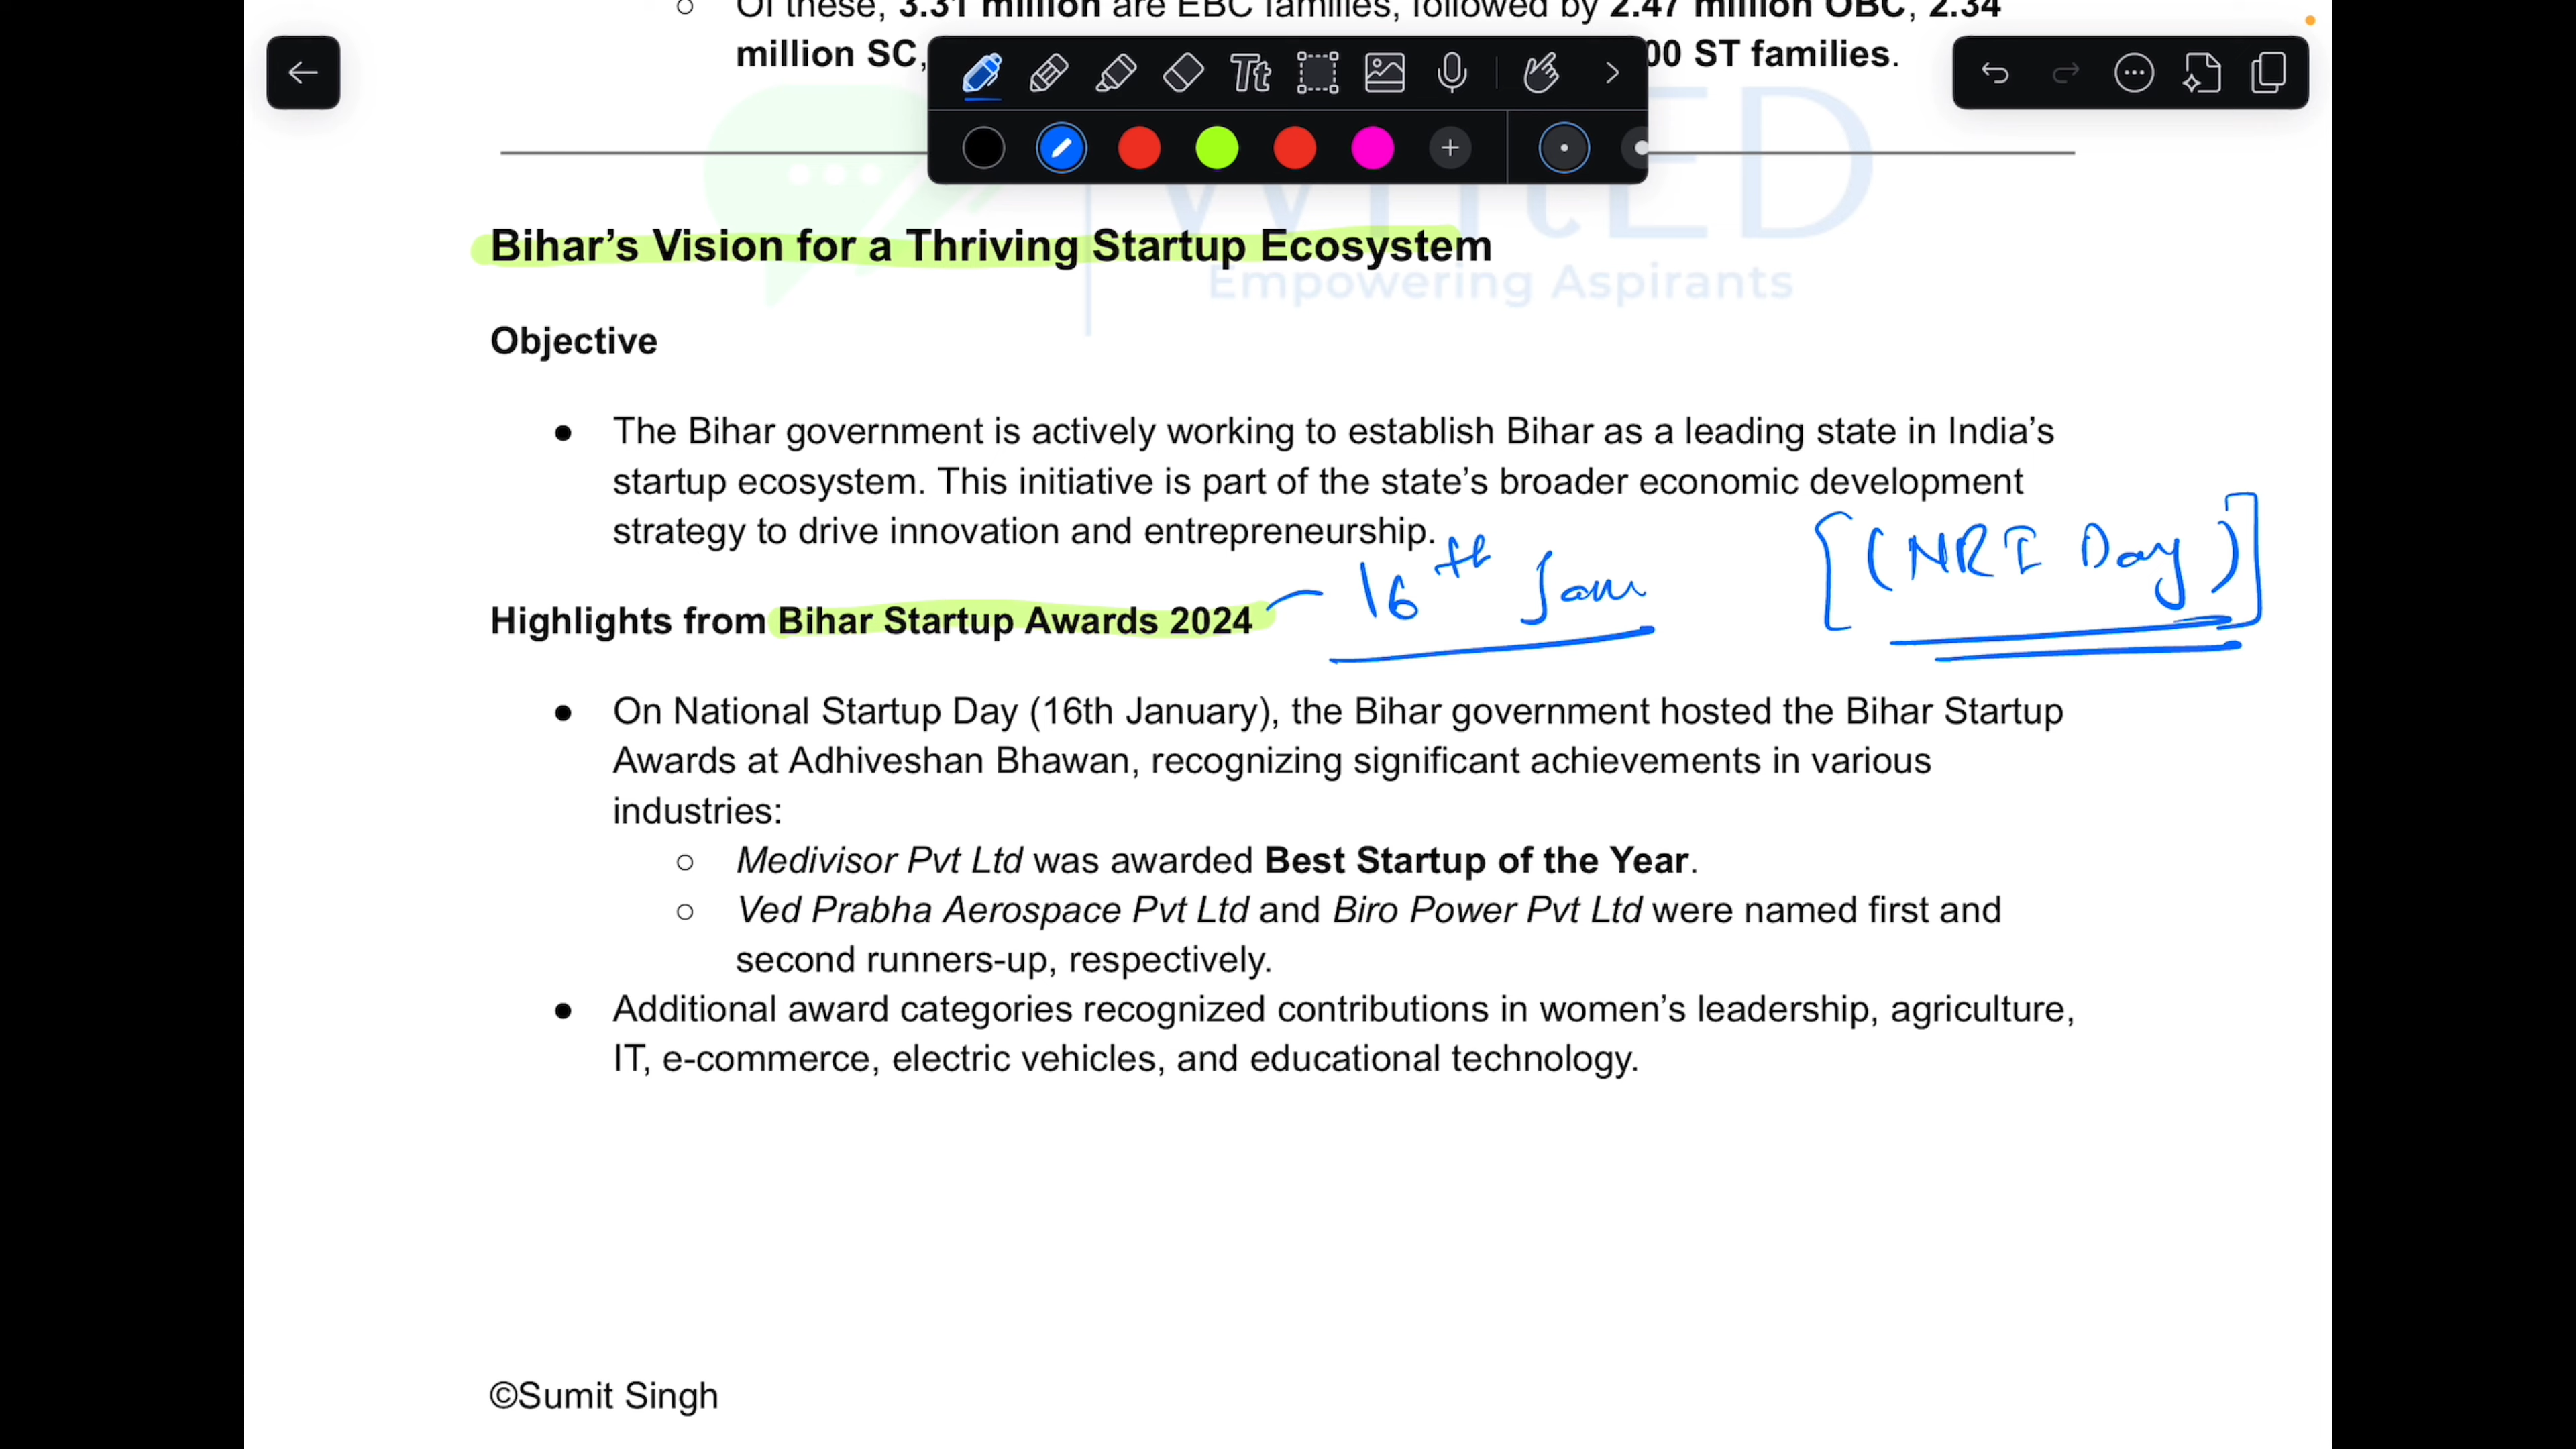 Of these, 3.31 million are EBC families, followed by 2.47 million OBC, 2.34
million SC, 00 ST families.
Tt
WritED
Empowering Aspirants
Bihar’s Vision for a Thriving Startup Ecosystem
Objective
● The Bihar government is actively working to establish Bihar as a leading state in India’s
startup ecosystem. This initiative is part of the state’s broader economic development
strategy to drive innovation and entrepreneurship.
[(NRI Day)]
16th Jan
Highlights from Bihar Startup Awards 2024
● On National Startup Day (16th January), the Bihar government hosted the Bihar Startup
Awards at Adhiveshan Bhawan, recognizing significant achievements in various
industries:
○ Medivisor Pvt Ltd was awarded Best Startup of the Year.
○ Ved Prabha Aerospace Pvt Ltd and Biro Power Pvt Ltd were named first and
second runners-up, respectively.
● Additional award categories recognized contributions in women’s leadership, agriculture,
IT, e-commerce, electric vehicles, and educational technology.
©Sumit Singh